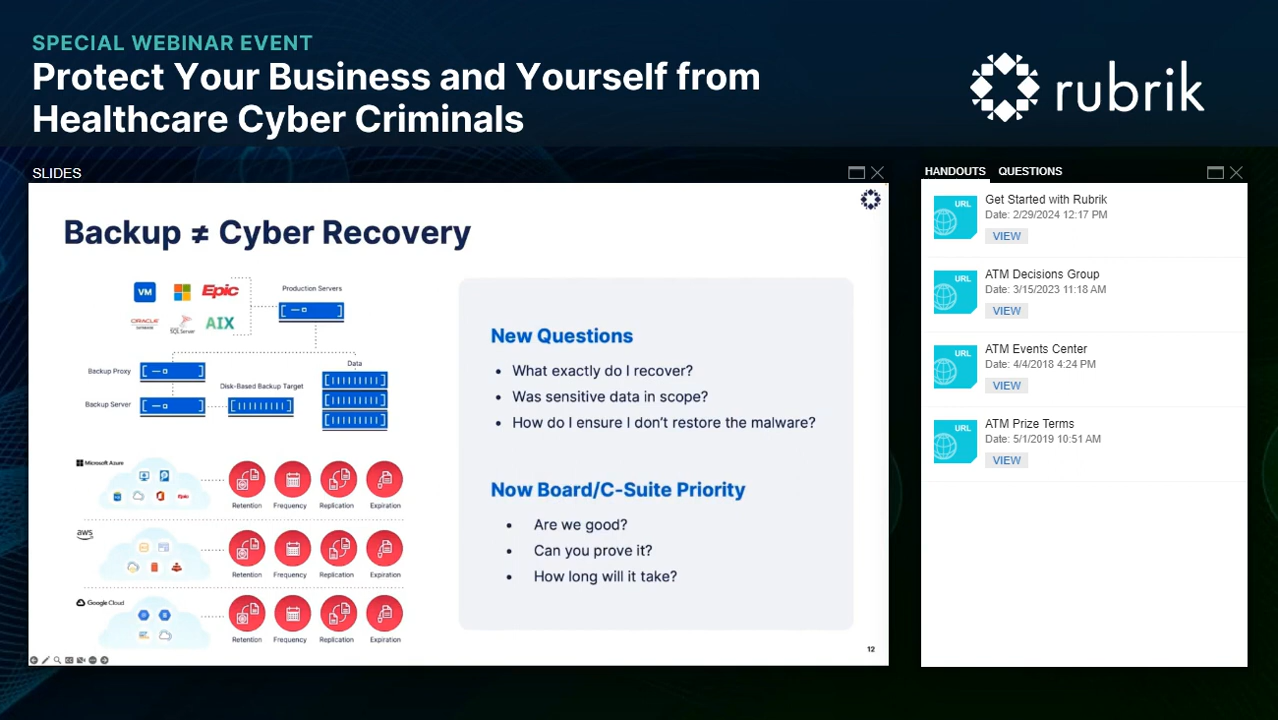 SPECIAL WEBINAR EVENT
Protect Your Business and Yourself from
Healthcare Cyber Criminals
rubrik
SLIDES
Backup ≠ Cyber Recovery
VM
Epic
Production Servers
ORACLE
SQL Server
AIX
Backup Proxy
Data
Disk-Based Backup Target
Backup Server
Microsoft Azure
Epic
Retention Frequency Replication Expiration
aws
Retention Frequency Replication Expiration
Google Cloud
Retention Frequency Replication Expiration
New Questions
• What exactly do I recover?
• Was sensitive data in scope?
• How do I ensure I don’t restore the malware?
Now Board/C-Suite Priority
• Are we good?
• Can you prove it?
• How long will it take?
12
HANDOUTS QUESTIONS
URL
Get Started with Rubrik
Date: 2/29/2024 12:17 PM
VIEW
URL
ATM Decisions Group
Date: 3/15/2023 11:18 AM
VIEW
URL
ATM Events Center
Date: 4/4/2018 4:24 PM
VIEW
URL
ATM Prize Terms
Date: 5/1/2019 10:51 AM
VIEW